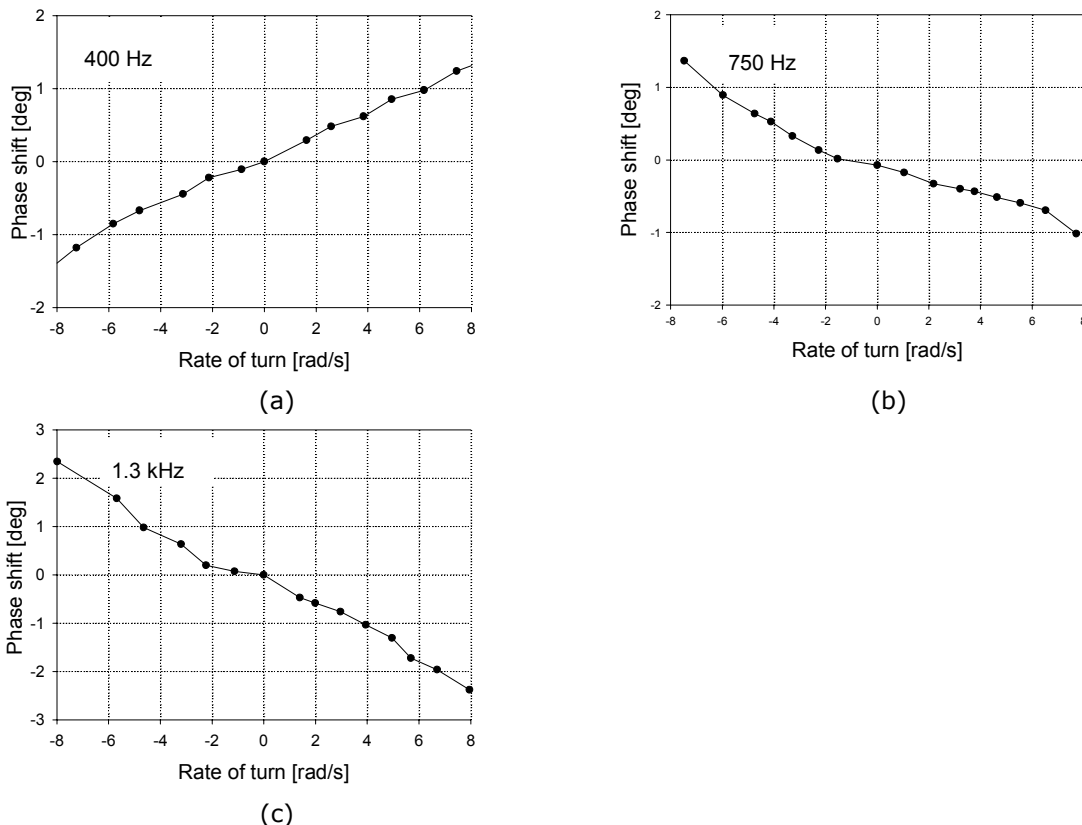 2
1
0
-1
-2
400 Hz
Phase shift [deg]
-8 -6 -4 -2 0 2 4 6 8
Rate of turn [rad/s]
(a)
2
1
0
-1
-2
750 Hz
Phase shift [deg]
-8 -6 -4 -2 0 2 4 6 8
Rate of turn [rad/s]
(b)
3
2
1
0
-1
-2
-3
1.3 kHz
Phase shift [deg]
-8 -6 -4 -2 0 2 4 6 8
Rate of turn [rad/s]
(c)